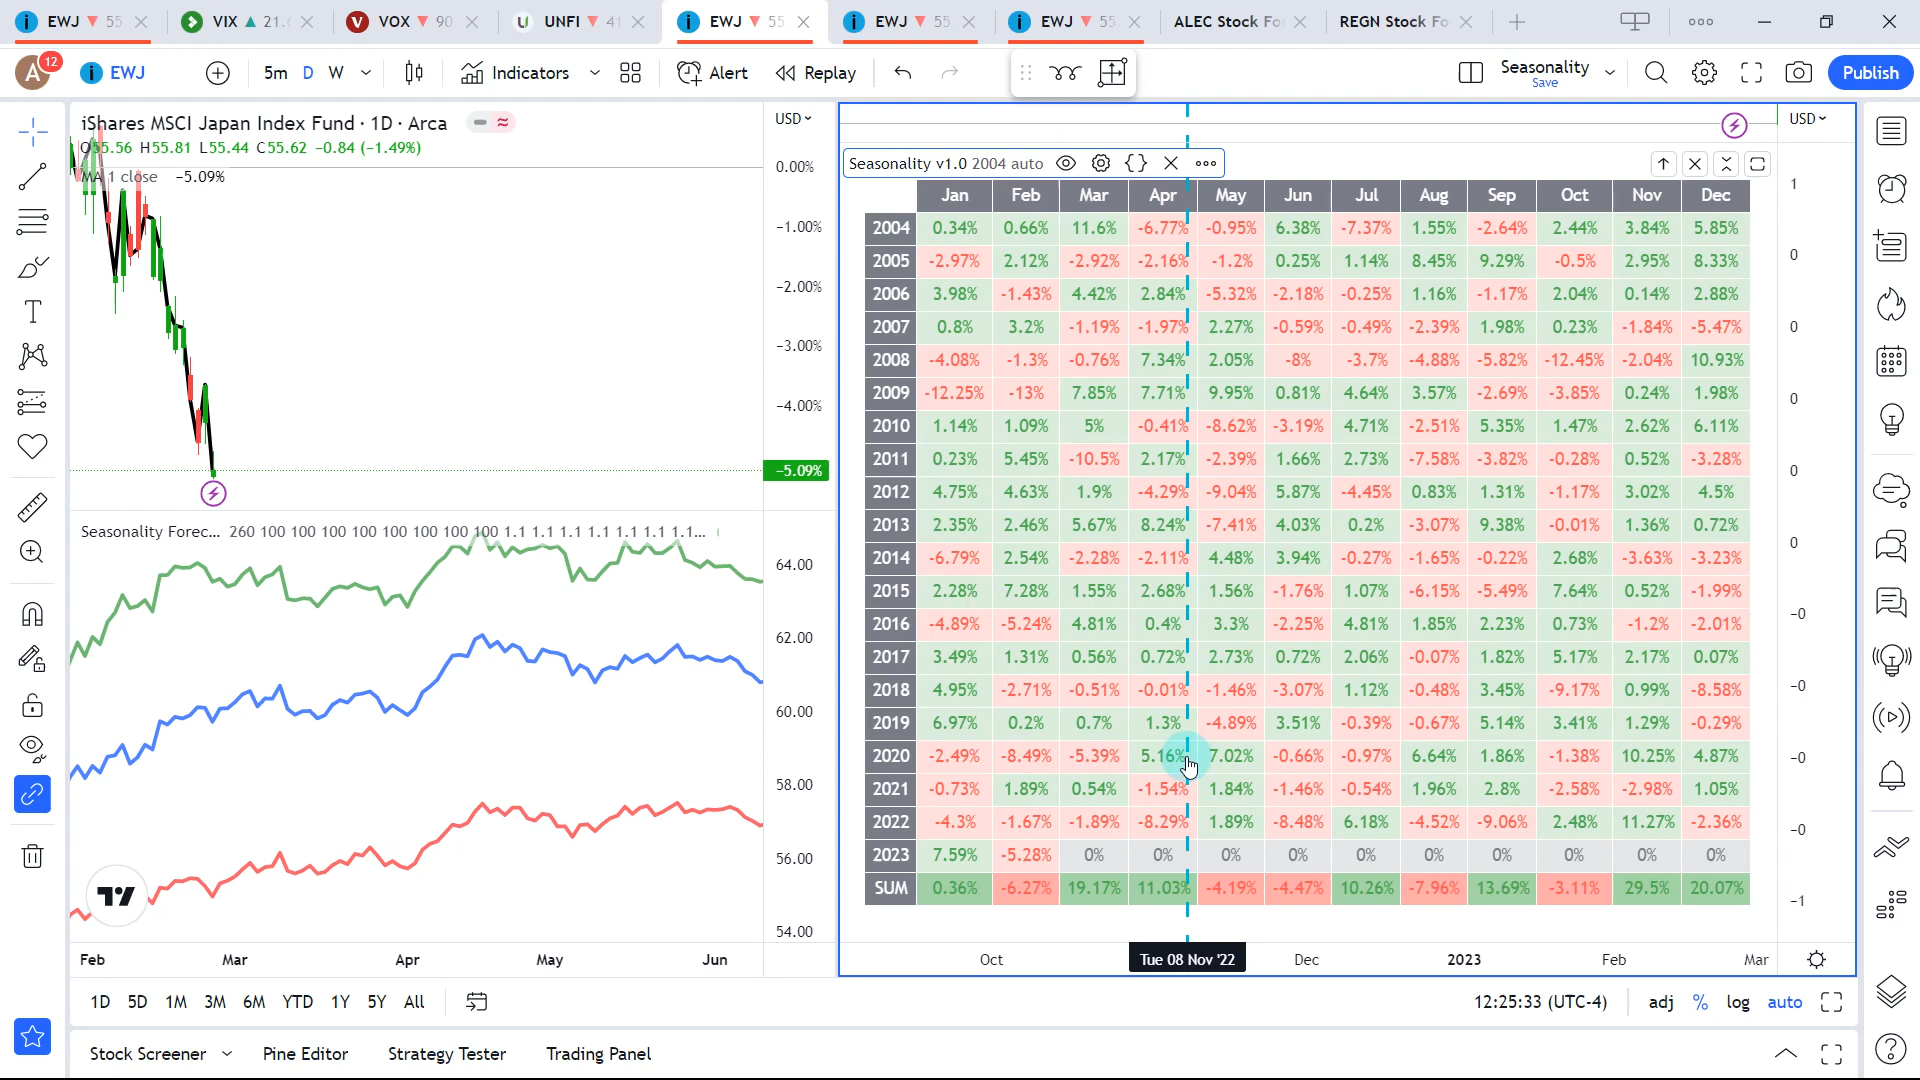 EWJ ▼ 55
VIX ▲ 21.
VOX ▼ 90
UNFI ▼ 41
EWJ ▼ 55
EWJ ▼ 55
EWJ ▼ 55
ALEC Stock Fo
REGN Stock Fo
A 12
EWJ
5m D W
Indicators
Alert
Replay
Seasonality
Save
Publish
iShares MSCI Japan Index Fund · 1D · Arca
O55.56 H55.81 L55.44 C55.62 −0.84 (−1.49%)
MA 1 close −5.09%
USD
0.00%
−1.00%
−2.00%
−3.00%
−4.00%
−5.09%
Seasonality Forec... 260 100 100 100 100 100 100 100 100 1.1 1.1 1.1 1.1 1.1 1.1 1....
64.00
62.00
60.00
58.00
56.00
54.00
Feb Mar Apr May Jun
USD
Seasonality v1.0 2004 auto
Jan Feb Mar Apr May Jun Jul Aug Sep Oct Nov Dec
2004 0.34% 0.66% 11.6% -6.77% -0.95% 6.38% -7.37% 1.55% -2.64% 2.44% 3.84% 5.85%
2005 -2.97% 2.12% -2.92% -2.16% -1.2% 0.25% 1.14% 8.45% 9.29% -0.5% 2.95% 8.33%
2006 3.98% -1.43% 4.42% 2.84% -5.32% -2.18% -0.25% 1.16% -1.17% 2.04% 0.14% 2.88%
2007 0.8% 3.2% -1.19% -1.97% 2.27% -0.59% -0.49% -2.39% 1.98% 0.23% -1.84% -5.47%
2008 -4.08% -1.3% -0.76% 7.34% 2.05% -8% -3.7% -4.88% -5.82% -12.45% -2.04% 10.93%
2009 -12.25% -13% 7.85% 7.71% 9.95% 0.81% 4.64% 3.57% -2.69% -3.85% 0.24% 1.98%
2010 1.14% 1.09% 5% -0.41% -8.62% -3.19% 4.71% -2.51% 5.35% 1.47% 2.62% 6.11%
2011 0.23% 5.45% -10.5% 2.17% -2.39% 1.66% 2.73% -7.58% -3.82% -0.28% 0.52% -3.28%
2012 4.75% 4.63% 1.9% -4.29% -9.04% 5.87% -4.45% 0.83% 1.31% -1.17% 3.02% 4.5%
2013 2.35% 2.46% 5.67% 8.24% -7.41% 4.03% 0.2% -3.07% 9.38% -0.01% 1.36% 0.72%
2014 -6.79% 2.54% -2.28% -2.11% 4.48% 3.94% -0.27% -1.65% -0.22% 2.68% -3.63% -3.23%
2015 2.28% 7.28% 1.55% 2.68% 1.56% -1.76% 1.07% -6.15% -5.49% 7.64% 0.52% -1.99%
2016 -4.89% -5.24% 4.81% 0.4% 3.3% -2.25% 4.81% 1.85% 2.23% 0.73% -1.2% -2.01%
2017 3.49% 1.31% 0.56% 0.72% 2.73% 0.72% 2.06% -0.07% 1.82% 5.17% 2.17% 0.07%
2018 4.95% -2.71% -0.51% -0.01% -1.46% -3.07% 1.12% -0.48% 3.45% -9.17% 0.99% -8.58%
2019 6.97% 0.2% 0.7% 1.3% -4.89% 3.51% -0.39% -0.67% 5.14% 3.41% 1.29% -0.29%
2020 -2.49% -8.49% -5.39% 5.16% 7.02% -0.66% -0.97% 6.64% 1.86% -1.38% 10.25% 4.87%
2021 -0.73% 1.89% 0.54% -1.54% 1.84% -1.46% -0.54% 1.96% 2.8% -2.58% -2.98% 1.05%
2022 -4.3% -1.67% -1.89% -8.29% 1.89% -8.48% 6.18% -4.52% -9.06% 2.48% 11.27% -2.36%
2023 7.59% -5.28% 0% 0% 0% 0% 0% 0% 0% 0% 0% 0%
SUM 0.36% -6.27% 19.17% 11.03% -4.19% -4.47% 10.26% -7.96% 13.69% -3.11% 29.5% 20.07%
1
0
0
0
0
0
−0
−0
−0
−0
−1
Oct Tue 08 Nov '22 Dec 2023 Feb Mar
1D 5D 1M 3M 6M YTD 1Y 5Y All
12:25:33 (UTC-4) adj % log auto
Stock Screener Pine Editor Strategy Tester Trading Panel